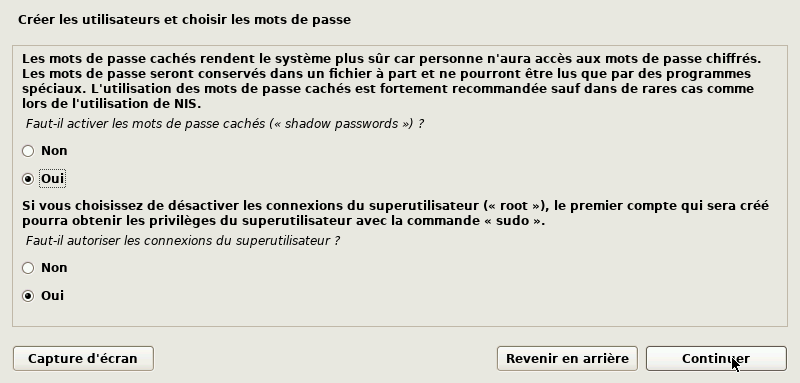 Créer les utilisateurs et choisir les mots de passe
Les mots de passe cachés rendent le système plus sûr car personne n'aura accès aux mots de passe chiffrés.
Les mots de passe seront conservés dans un fichier à part et ne pourront être lus que par des programmes
spéciaux. L'utilisation des mots de passe cachés est fortement recommandée sauf dans de rares cas comme
lors de l'utilisation de NIS.
Faut-il activer les mots de passe cachés (« shadow passwords ») ?
Non
Oui
Si vous choisissez de désactiver les connexions du superutilisateur (« root »), le premier compte qui sera créé
pourra obtenir les privilèges du superutilisateur avec la commande « sudo ».
Faut-il autoriser les connexions du superutilisateur ?
Non
Oui
Capture d'écran
Revenir en arrière
Continuer